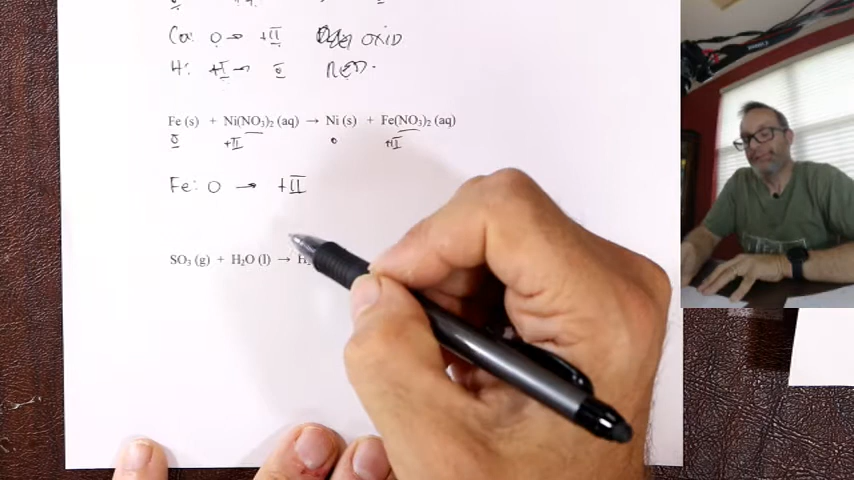 Ca: 0 → +II oxid
H: +I → 0 Red.
Fe (s) + Ni(NO₃)₂ (aq) → Ni (s) + Fe(NO₃)₂ (aq)
0 +II 0 +II
Fe: 0 → +II
SO₃ (g) + H₂O (l) → H₂